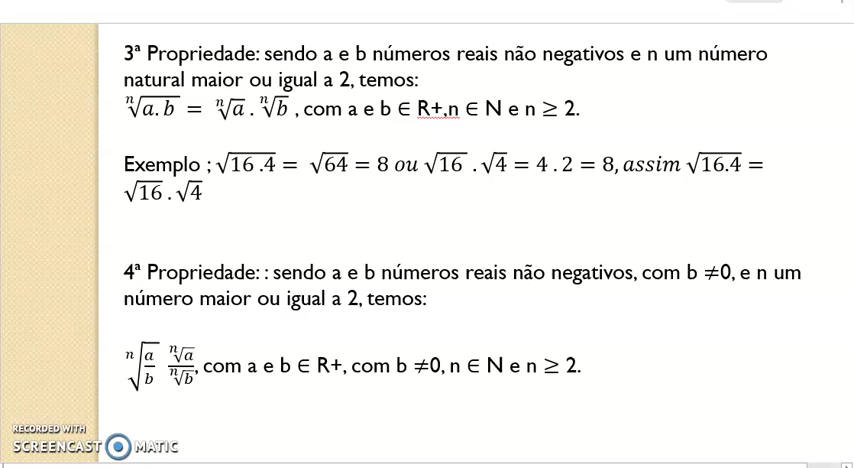 3ª Propriedade: sendo a e b números reais não negativos e n um número
natural maior ou igual a 2, temos:
ⁿ√a.b = ⁿ√a . ⁿ√b , com a e b ∈ R+,n ∈ N e n ≥ 2.
Exemplo ; √16 .4 = √64 = 8 ou √16 . √4 = 4 . 2 = 8, assim √16.4 =
√16 . √4
4ª Propriedade: : sendo a e b números reais não negativos, com b ≠0, e n um
número maior ou igual a 2, temos:
ⁿ√a/b ⁿ√a/ⁿ√b, com a e b ∈ R+, com b ≠0, n ∈ N e n ≥ 2.
RECORDED WITH
SCREENCAST MATIC